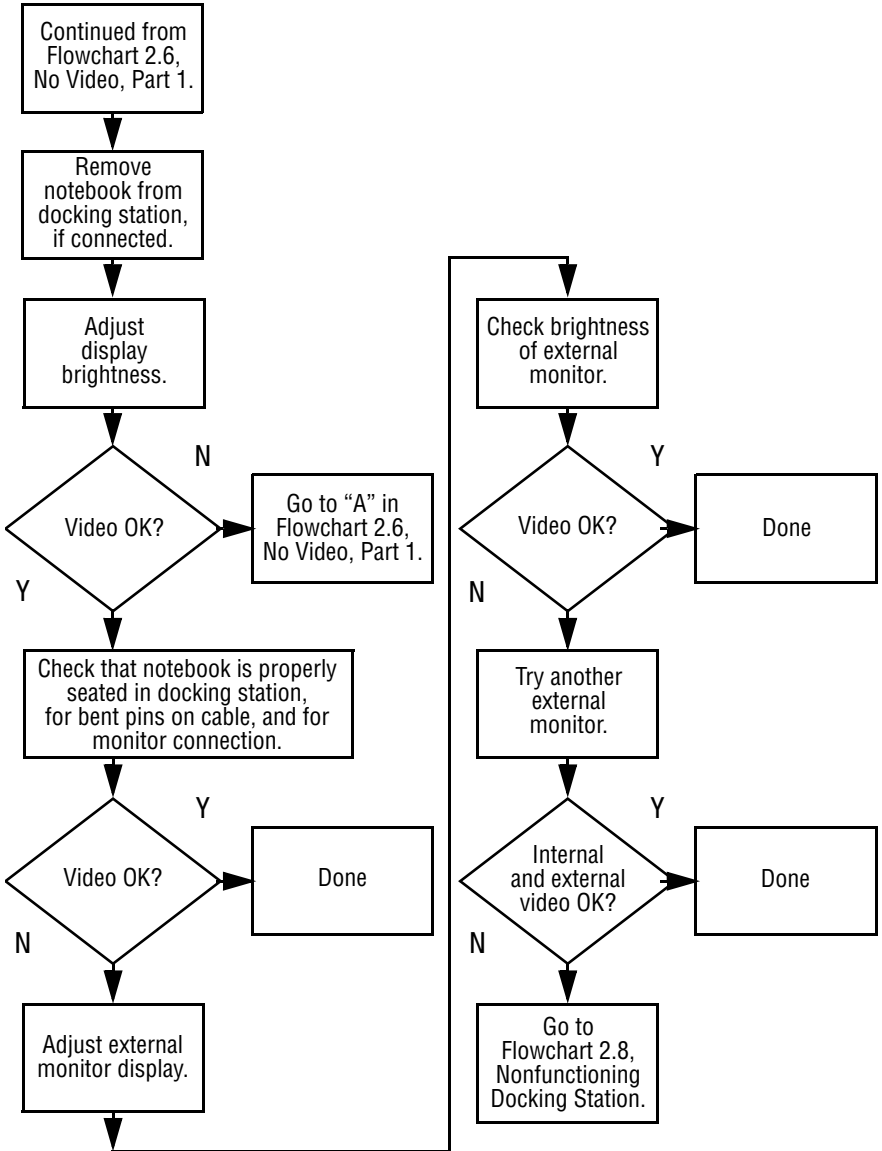 Continued from
Flowchart 2.6,
No Video, Part 1.
Remove
notebook from
docking station,
if connected.
Adjust
display
brightness.
Video OK?
N
Go to “A” in
Flowchart 2.6,
No Video, Part 1.
Y
Check that notebook is properly
seated in docking station,
for bent pins on cable, and for
monitor connection.
Video OK?
Y
Done
N
Adjust external
monitor display.
Check brightness
of external
monitor.
Video OK?
Y
Done
N
Try another
external
monitor.
Internal
and external
video OK?
Y
Done
N
Go to
Flowchart 2.8,
Nonfunctioning
Docking Station.